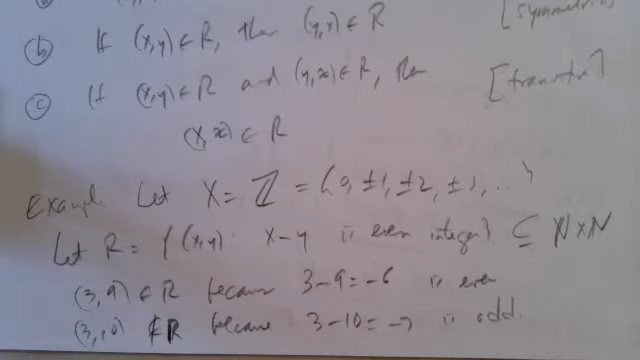 (b) If (x,y) ∈ R, then (y,x) ∈ R [symmetric
(c) If (x,y) ∈ R and (y,z) ∈ R, then [transitive]
(x,z) ∈ R
Example. Let X = ℤ = {0, ±1, ±2, ±3, ...}
Let R = {(x,y): x-y is even integer} ⊆ ℕ×ℕ
(3,9) ∈ R because 3-9=-6 is even
(3,10) ∉ R because 3-10=-7 is odd.